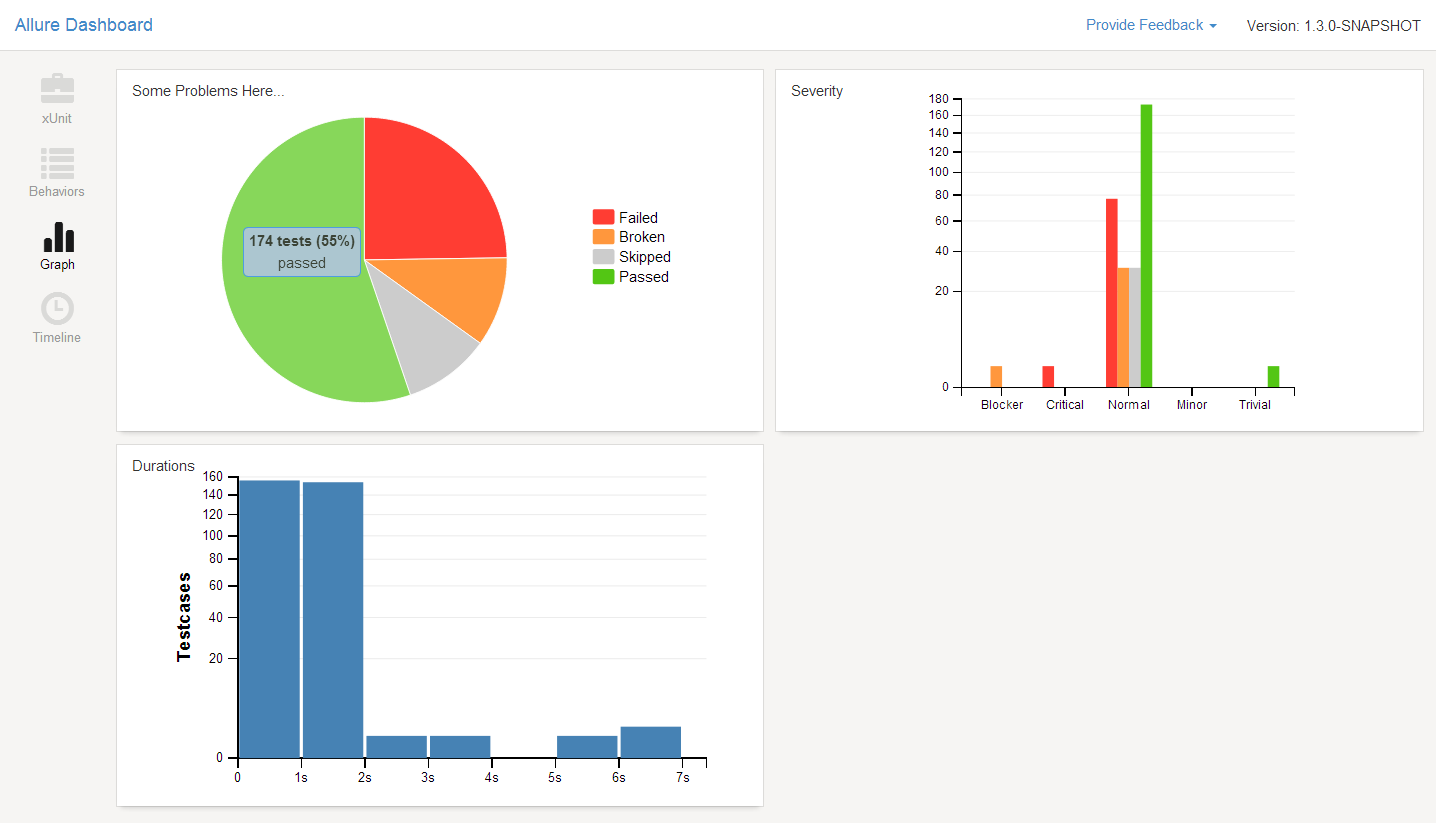 Allure Dashboard
Provide Feedback
Version: 1.3.0-SNAPSHOT
xUnit
Behaviors
Graph
Timeline
Some Problems Here...
174 tests (55%)
passed
Failed
Broken
Skipped
Passed
Severity
180
160
140
120
100
80
60
40
20
0
Blocker Critical Normal Minor Trivial
Durations
Testcases
160
140
120
100
80
60
40
20
0
0 1s 2s 3s 4s 5s 6s 7s